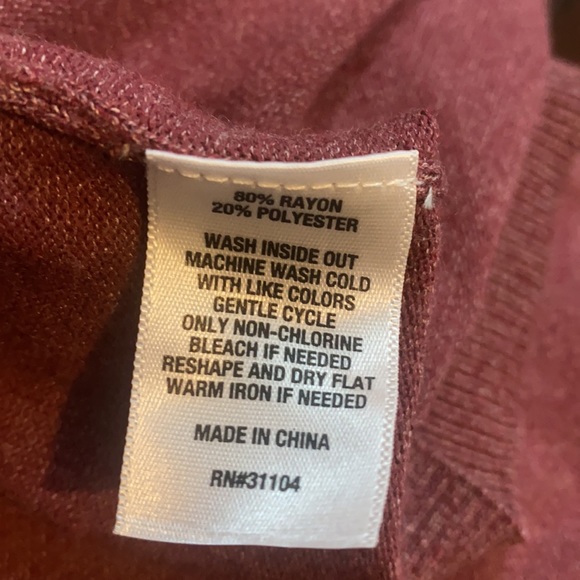 80% RAYON
20% POLYESTER
WASH INSIDE OUT
MACHINE WASH COLD
WITH LIKE COLORS
GENTLE CYCLE
ONLY NON-CHLORINE
BLEACH IF NEEDED
RESHAPE AND DRY FLAT
WARM IRON IF NEEDED
MADE IN CHINA
RN#31104